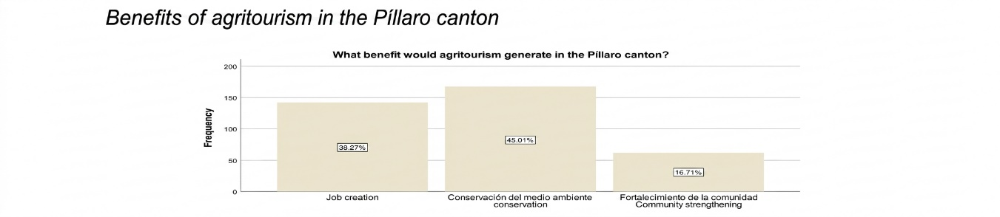 Benefits of agritourism in the Píllaro canton
What benefit would agritourism generate in the Píllaro canton?
200
150
100
50
0
Frequency
38.27%
45.01%
16.71%
Job creation
Conservación del medio ambiente
conservation
Fortalecimiento de la comunidad
Community strengthening